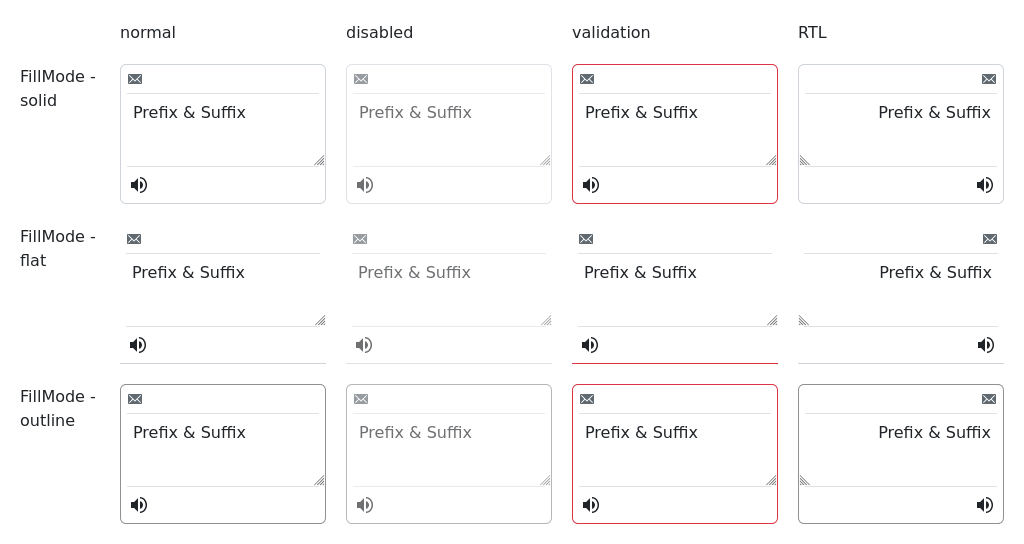 normal disabled validation RTL
FillMode -
solid
Prefix & Suffix Prefix & Suffix Prefix & Suffix Prefix & Suffix
FillMode -
flat
Prefix & Suffix Prefix & Suffix Prefix & Suffix Prefix & Suffix
FillMode -
outline
Prefix & Suffix Prefix & Suffix Prefix & Suffix Prefix & Suffix